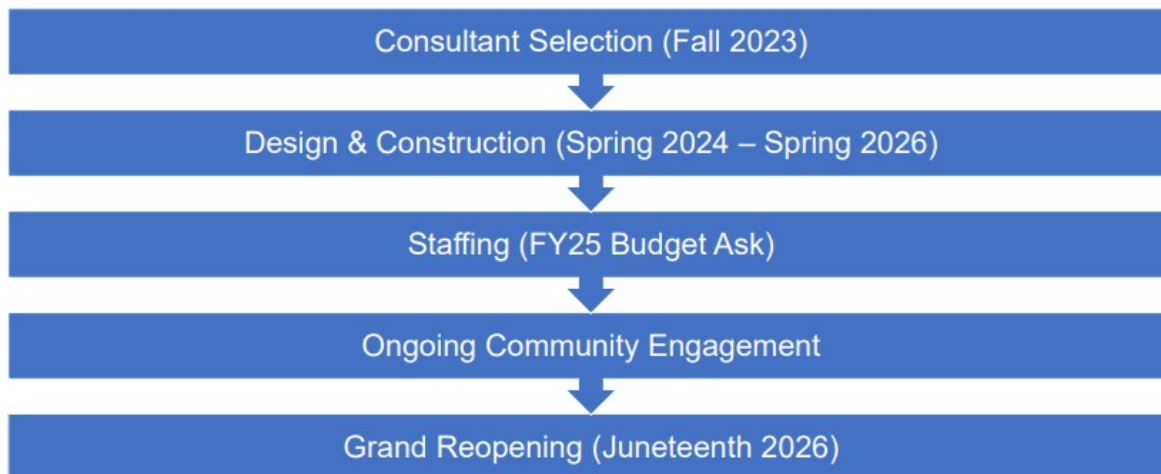 Consultant Selection (Fall 2023)
Design & Construction (Spring 2024 – Spring 2026)
Staffing (FY25 Budget Ask)
Ongoing Community Engagement
Grand Reopening (Juneteenth 2026)